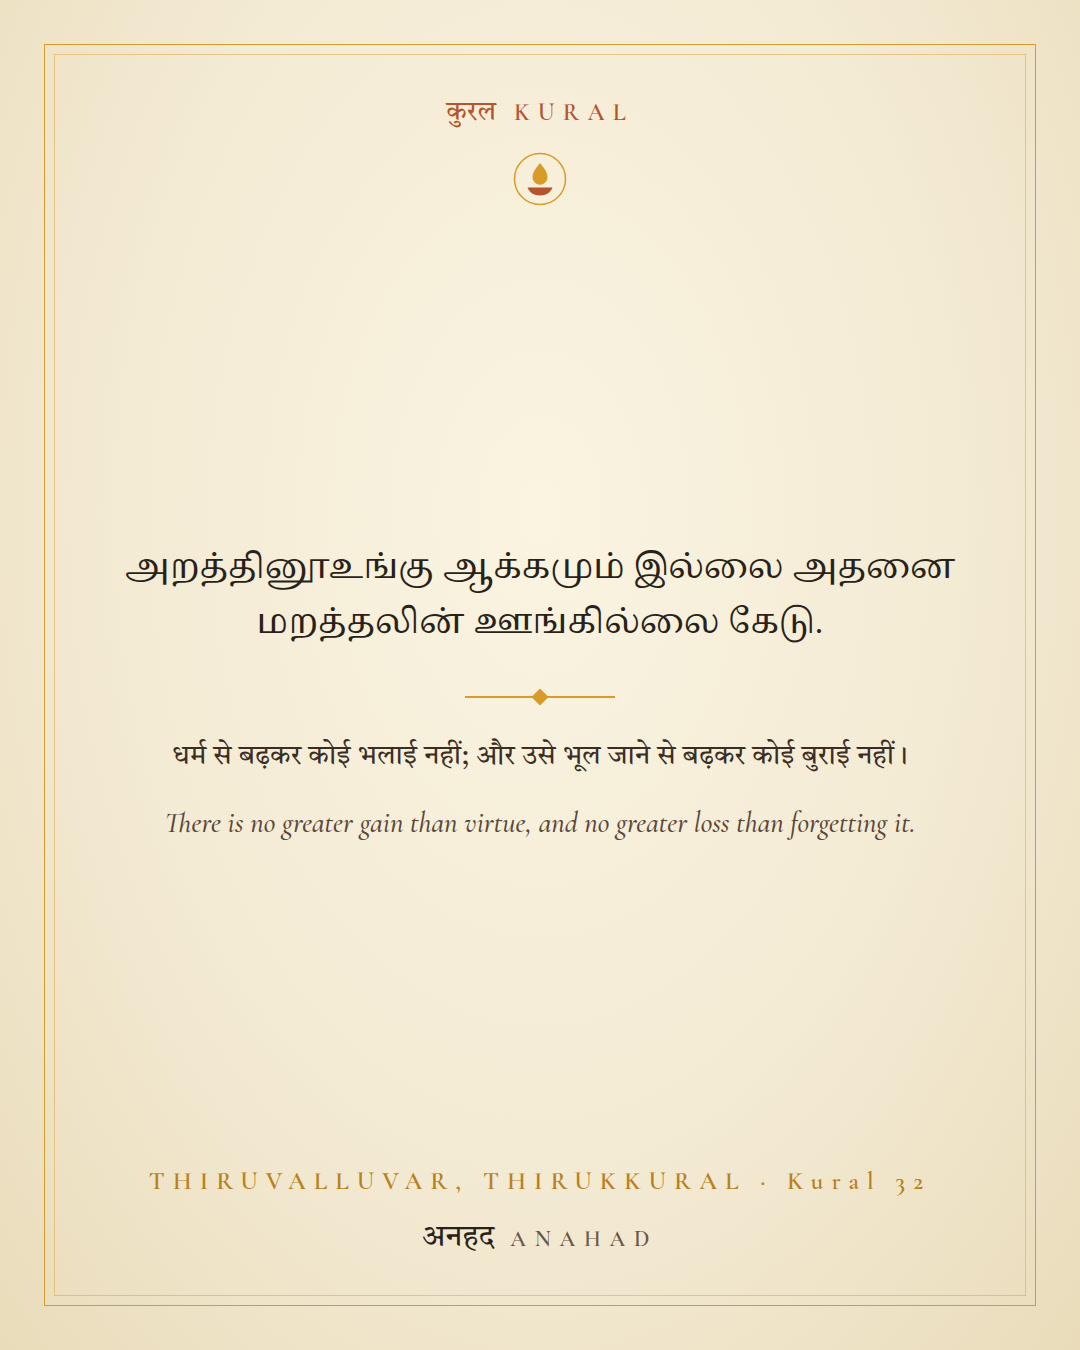 कुरल KURAL
அறத்தினூஉங்கு ஆக்கமும் இல்லை அதனை
மறத்தலின் ஊங்கில்லை கேடு.
धर्म से बढ़कर कोई भलाई नहीं; और उसे भूल जाने से बढ़कर कोई बुराई नहीं।
There is no greater gain than virtue, and no greater loss than forgetting it.
THIRUVALLUVAR, THIRUKKURAL · Kural 32
अनहद ANAHAD